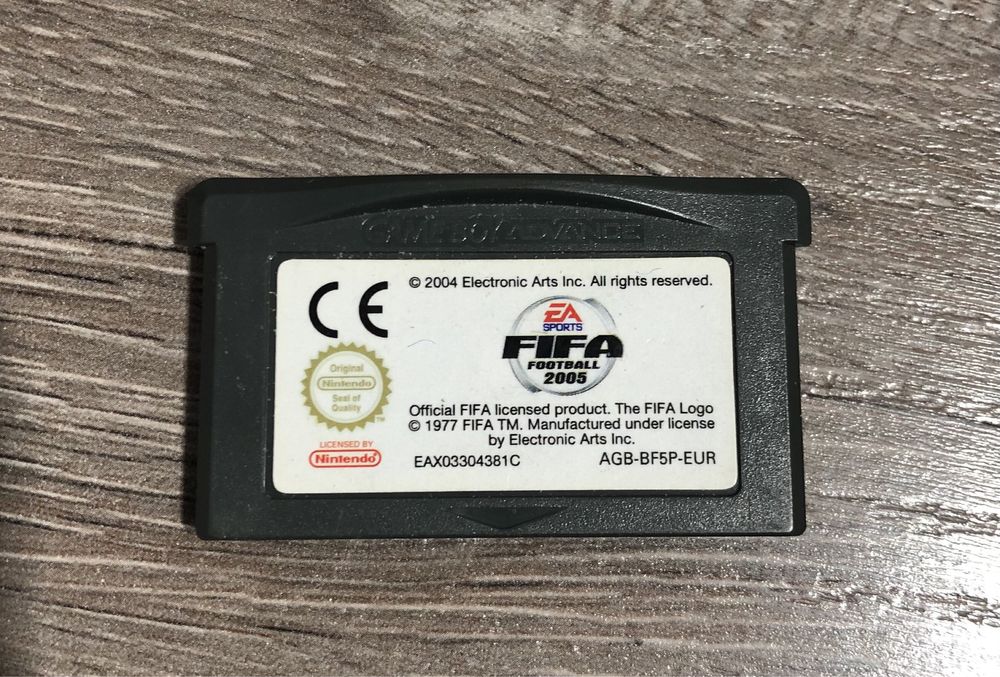 GAME BOY ADVANCE
© 2004 Electronic Arts Inc. All rights reserved.
CE
EA
SPORTS
FIFA
FOOTBALL
2005
Original
Nintendo
Seal of
Quality
TM
Official FIFA licensed product. The FIFA Logo
© 1977 FIFA TM. Manufactured under license
by Electronic Arts Inc.
LICENSED BY
Nintendo
EAX03304381C AGB-BF5P-EUR